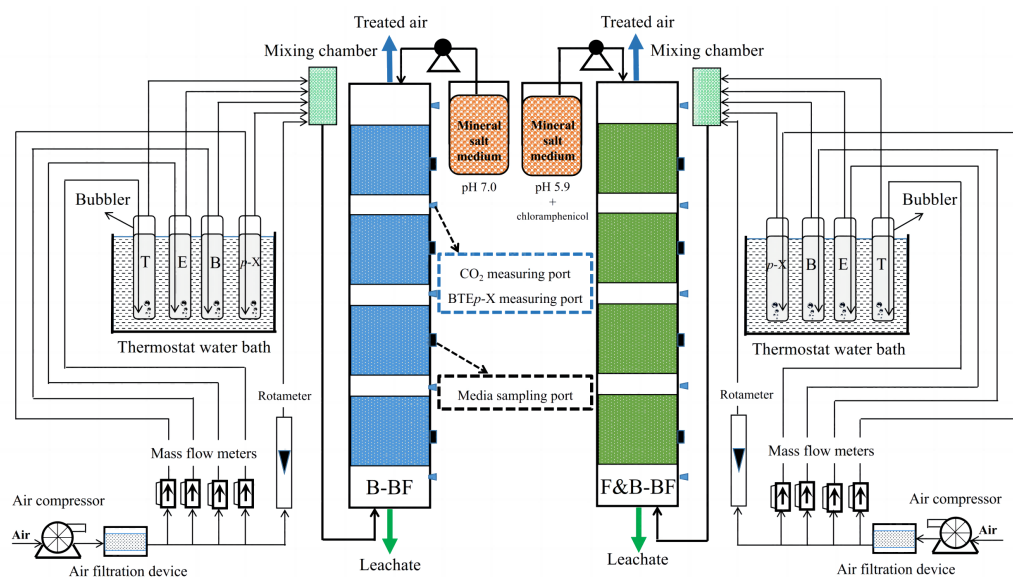 Treated air
Treated air
Mixing chamber
Mixing chamber
Mineral
salt
medium
Mineral
salt
medium
pH 7.0
pH 5.9
+
chloramphenicol
Bubbler
Bubbler
T
E
B
p-X
p-X
B
E
T
CO₂ measuring port
BTEp-X measuring port
Thermostat water bath
Thermostat water bath
Media sampling port
Rotameter
Rotameter
Mass flow meters
Mass flow meters
B-BF
F&B-BF
Air compressor
Air compressor
Air
Air
Air filtration device
Air filtration device
Leachate
Leachate